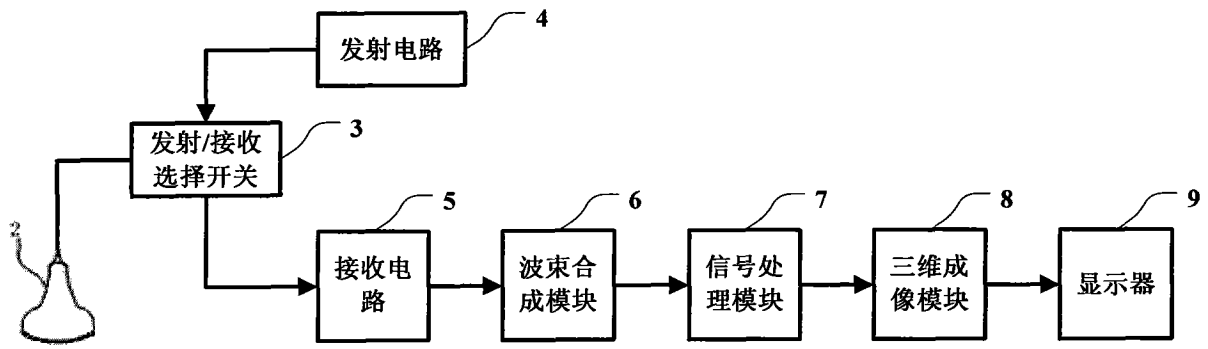 4
发射电路
3
发射/接收
选择开关
2
5
6
7
8
9
接收电
路
波束合
成模块
信号处
理模块
三维成
像模块
显示器